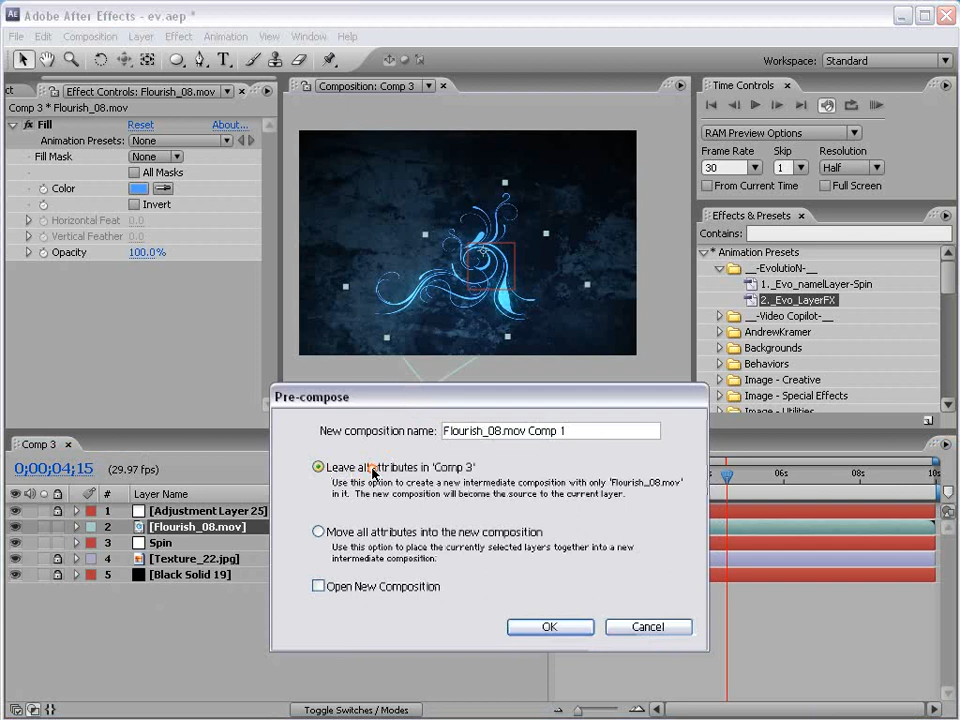 Adobe After Effects - ev.aep *
File Edit Composition Layer Effect Animation View Window Help
Workspace: Standard
ct Effect Controls: Flourish_08.mov
Comp 3 * Flourish_08.mov
Fill Reset About...
Animation Presets: None
Fill Mask None
All Masks
Color
Invert
Horizontal Feat 0.0
Vertical Feather 0.0
Opacity 100.0%
Composition: Comp 3
Time Controls
RAM Preview Options
Frame Rate Skip Resolution
30 1 Half
From Current Time Full Screen
Effects & Presets
Contains:
* Animation Presets
__-EvolutioN-__
1._Evo_nameLayer-Spin
2._Evo_LayerFX
__-Video Copilot-__
AndrewKramer
Backgrounds
Behaviors
Image - Creative
Image - Special Effects
Image - Utilities
Pre-compose
New composition name: Flourish_08.mov Comp 1
Leave all attributes in 'Comp 3'
Use this option to create a new intermediate composition with only 'Flourish_08.mov'
in it. The new composition will become the source to the current layer.
Move all attributes into the new composition
Use this option to place the currently selected layers together into a new
intermediate composition.
Open New Composition
OK Cancel
Comp 3
0;00;04;15 (29.97 fps)
# Layer Name
1 [Adjustment Layer 25]
2 [Flourish_08.mov]
3 Spin
4 [Texture_22.jpg]
5 [Black Solid 19]
06s 08s
Toggle Switches / Modes